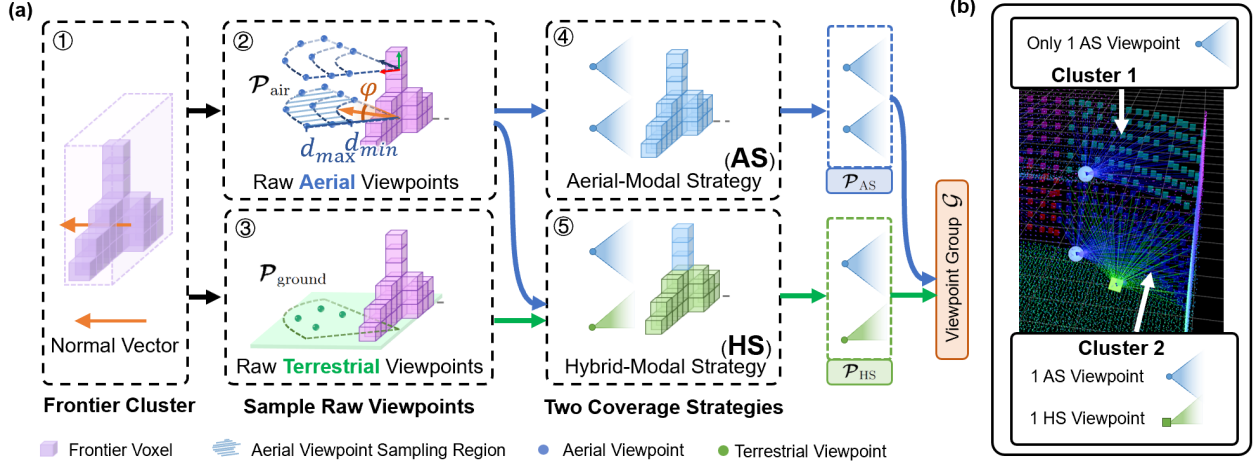 (a)
①
Normal Vector
Frontier Cluster
②
𝒫air
φ
dmax
dmin
Raw Aerial Viewpoints
③
𝒫ground
Raw Terrestrial Viewpoints
Sample Raw Viewpoints
④
(AS)
Aerial-Modal Strategy
⑤
(HS)
Hybrid-Modal Strategy
Two Coverage Strategies
𝒫AS
𝒫HS
Viewpoint Group 𝒢
Frontier Voxel
Aerial Viewpoint Sampling Region
Aerial Viewpoint
Terrestrial Viewpoint
(b)
Only 1 AS Viewpoint
Cluster 1
Cluster 2
1 AS Viewpoint
1 HS Viewpoint